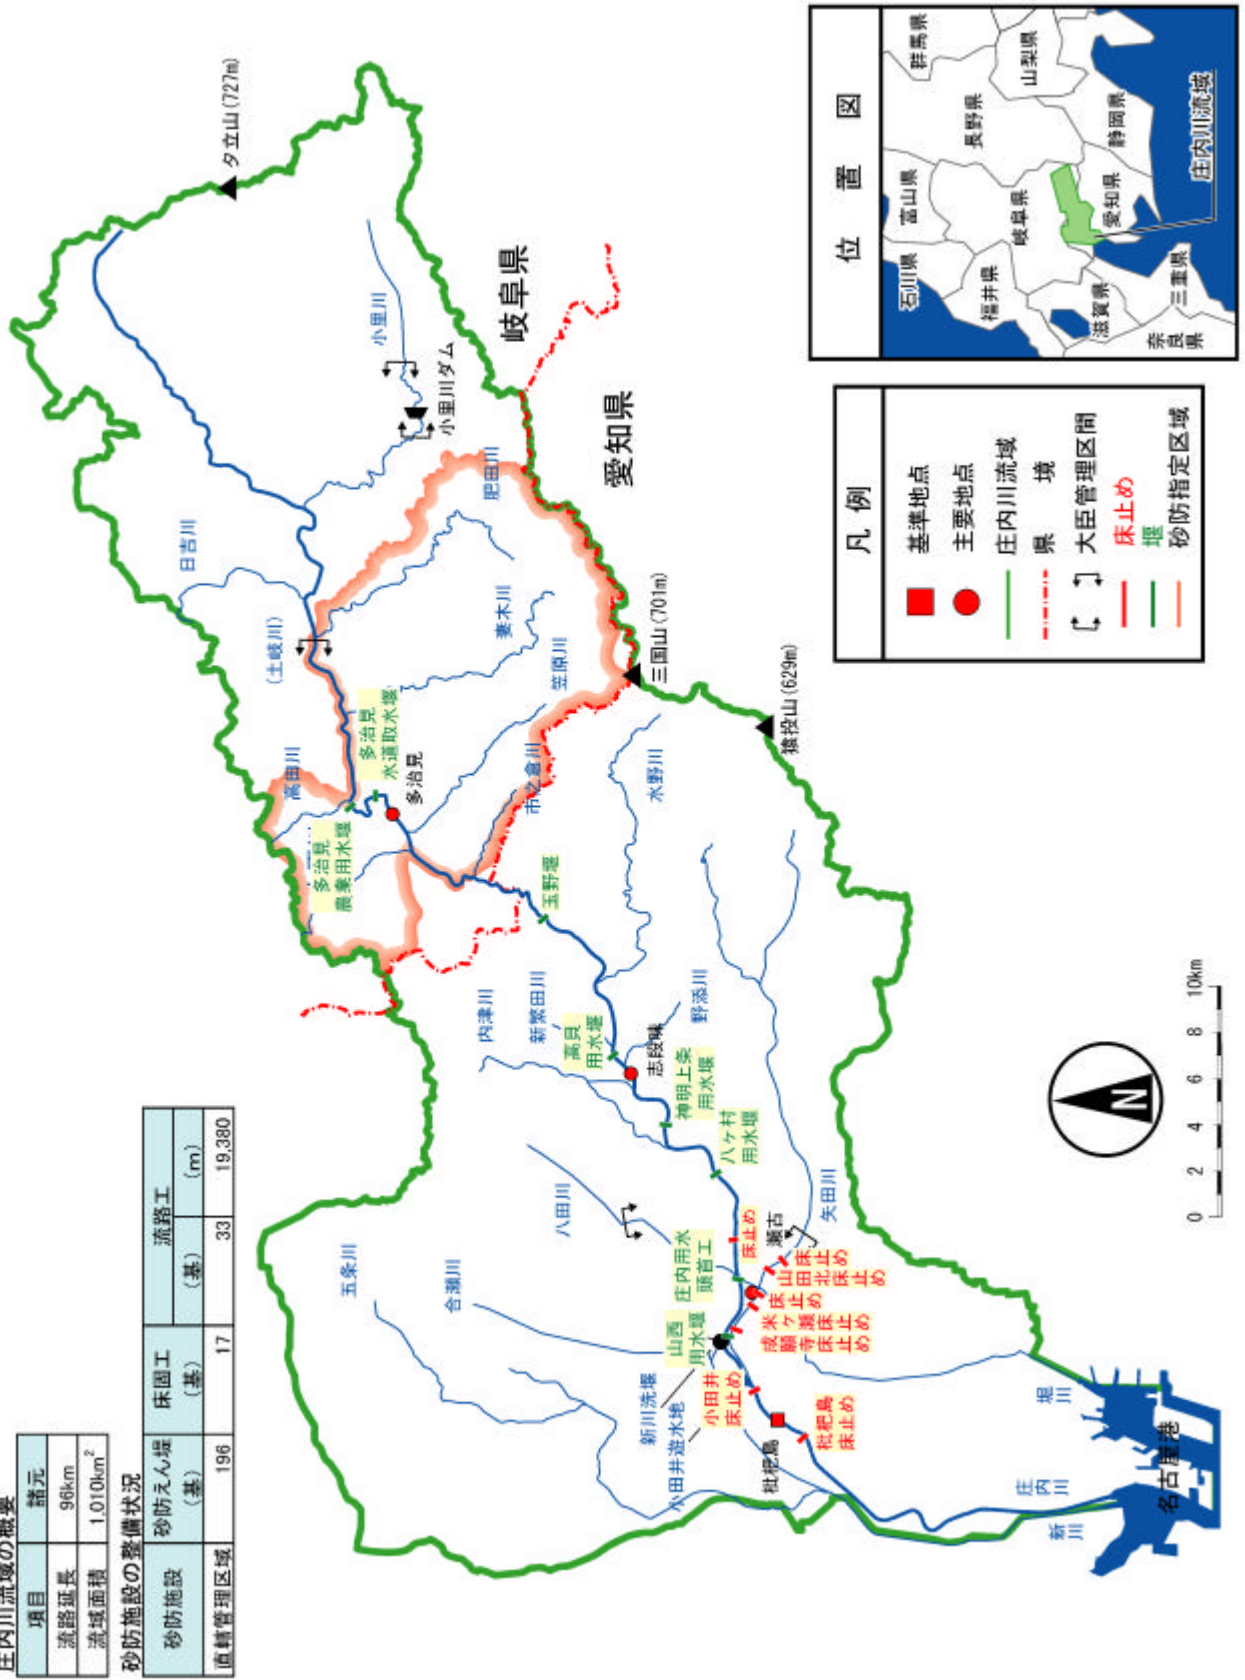 庄内川流域の概要
項目 諸元
流路延長 96km
流域面積 1,010km²
砂防施設の整備状況
砂防施設 砂防えん堤(基) 床固工(基) 流路工
(基) (m)
直轄管理区域 196 17 33 19,380
夕立山(727m)
小里川
小里川ダム
岐阜県
愛知県
日吉川
(土岐川)
肥田川
妻木川
笠原川
市之倉川
三国山(701m)
猿投山(629m)
高田川
多治見
水道取水堰
多治見
多治見
農業用水堰
玉野堰
水野川
内津川
新繁田川
高貝
用水堰
志段味
野添川
神明上条
用水堰
八ケ村
用水堰
八田川
五条川
合瀬川
庄内用水
頭首工
床止め
瀬古
矢田川
山西
用水堰
床止
山田北床止め
床止め
米ケ瀬床止め
成願寺床止め
新川洗堰
小田井遊水地
小田井
床止め
枇杷島
枇杷島
床止め
堀川
庄内川
新川
名古屋港
位置図
石川県
富山県
群馬県
長野県
山梨県
福井県
岐阜県
静岡県
愛知県
滋賀県
三重県
奈良県
庄内川流域
凡例
基準地点
主要地点
庄内川流域
県境
大臣管理区間
床止め
堰
砂防指定区域
N
0 2 4 6 8 10km